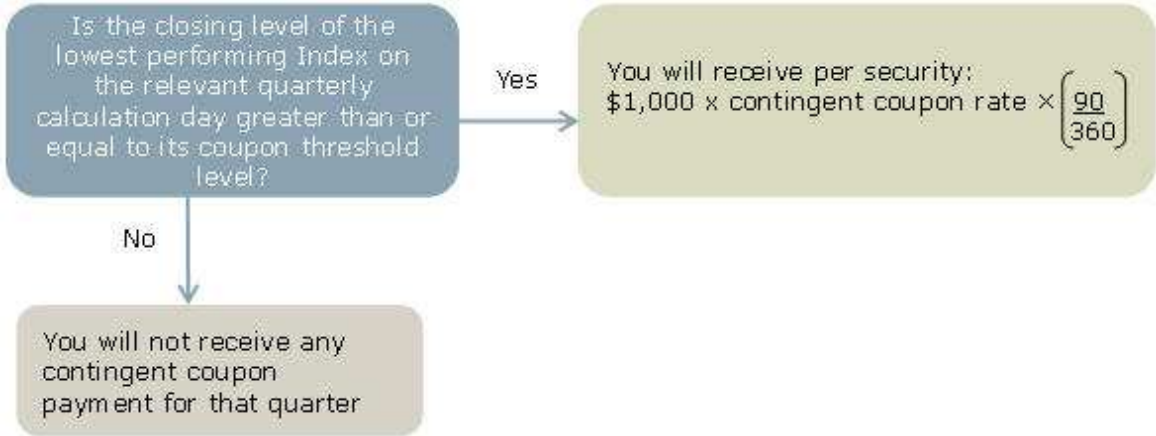 Is the closing level of the
lowest performing Index on
the relevant quarterly
calculation day greater than or
equal to its coupon threshold
level?
Yes
You will receive per security:
$1,000 x contingent coupon rate × (90
360)
No
You will not receive any
contingent coupon
payment for that quarter